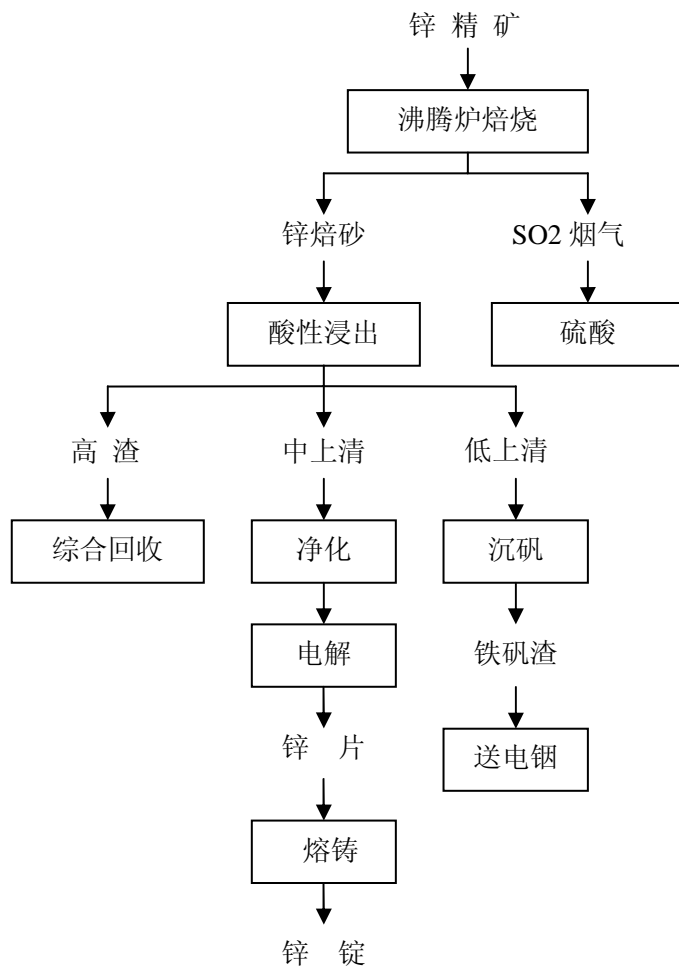 锌 精 矿
沸腾炉焙烧
锌焙砂 SO2 烟气
酸性浸出 硫酸
高 渣 中上清 低上清
综合回收 净化 沉矾
电解 铁矾渣
锌 片 送电铟
熔铸
锌 锭